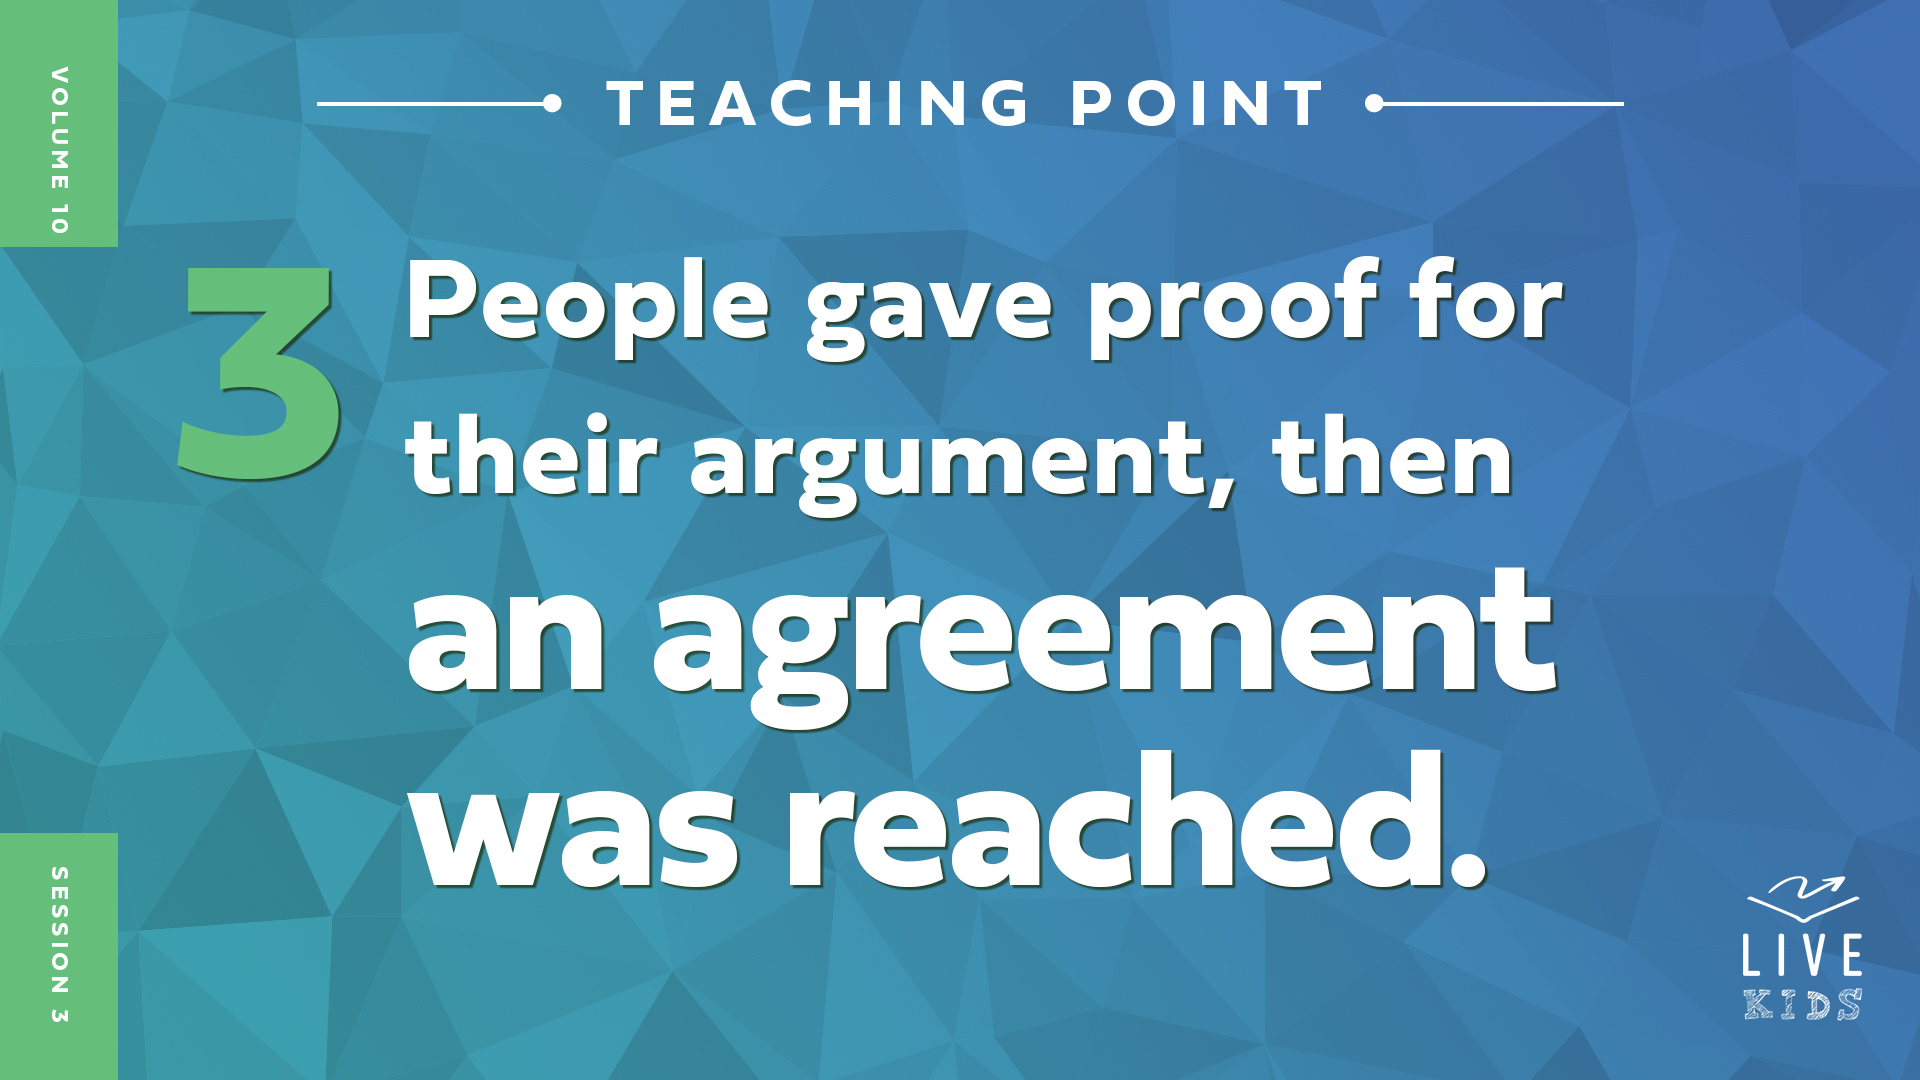 VOLUME 10
TEACHING POINT
3
People gave proof for
their argument, then
an agreement
was reached.
SESSION 3
LIVE
KIDS